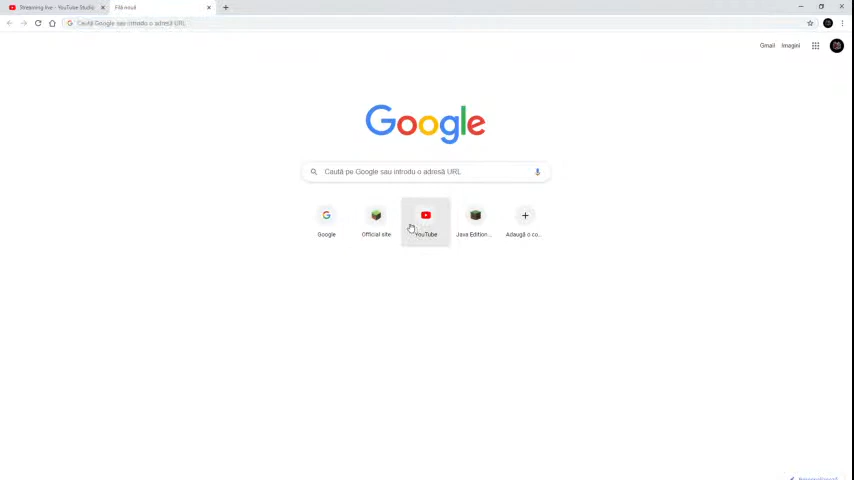 Streaming live - YouTube Studio
Filă nouă
Caută Google sau introdu o adresă URL
Gmail
Imagini
Google
Caută pe Google sau introdu o adresă URL
Google
Official site
YouTube
Java Edition ...
Adaugă o co...